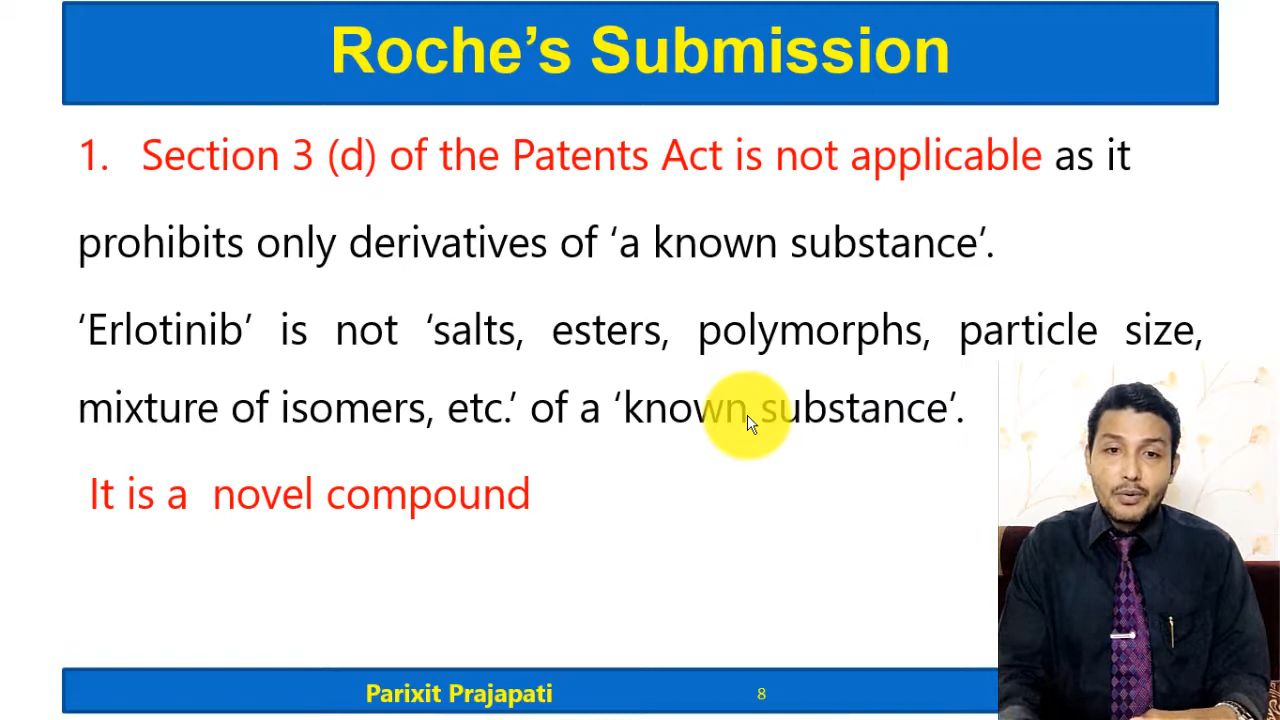 Roche’s Submission
1. Section 3 (d) of the Patents Act is not applicable as it
prohibits only derivatives of ‘a known substance’.
‘Erlotinib’ is not ‘salts, esters, polymorphs, particle size,
mixture of isomers, etc.’ of a ‘known substance’.
It is a novel compound
Parixit Prajapati 8